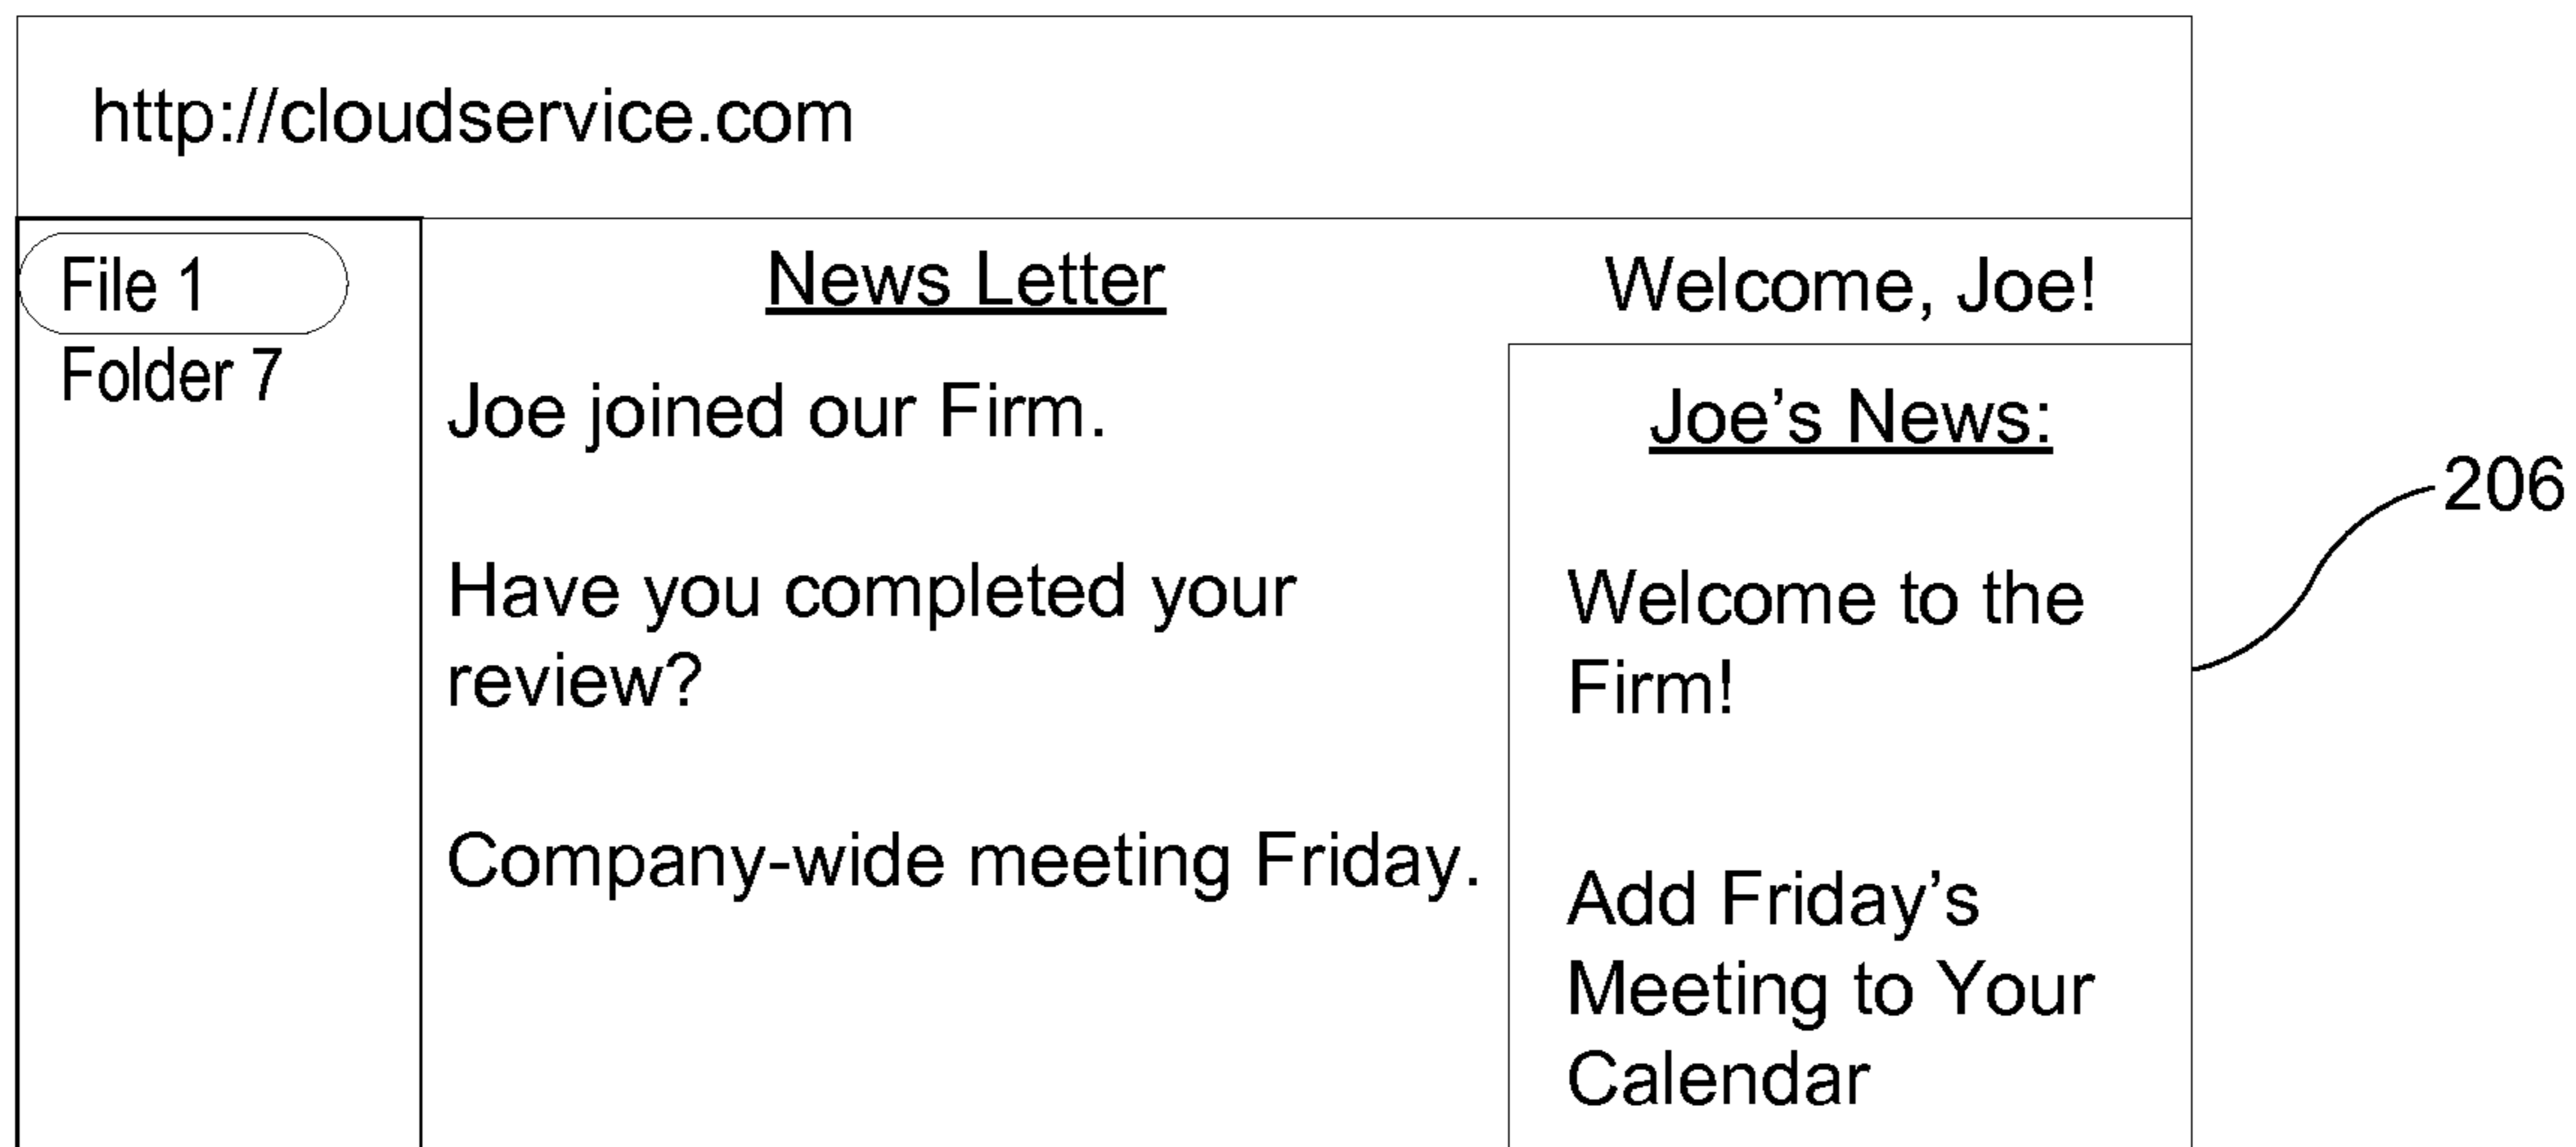 http://cloudservice.com
File 1
Folder 7
News Letter
Joe joined our Firm.
Have you completed your
review?
Company-wide meeting Friday.
Welcome, Joe!
Joe’s News:
Welcome to the
Firm!
Add Friday’s
Meeting to Your
Calendar
206